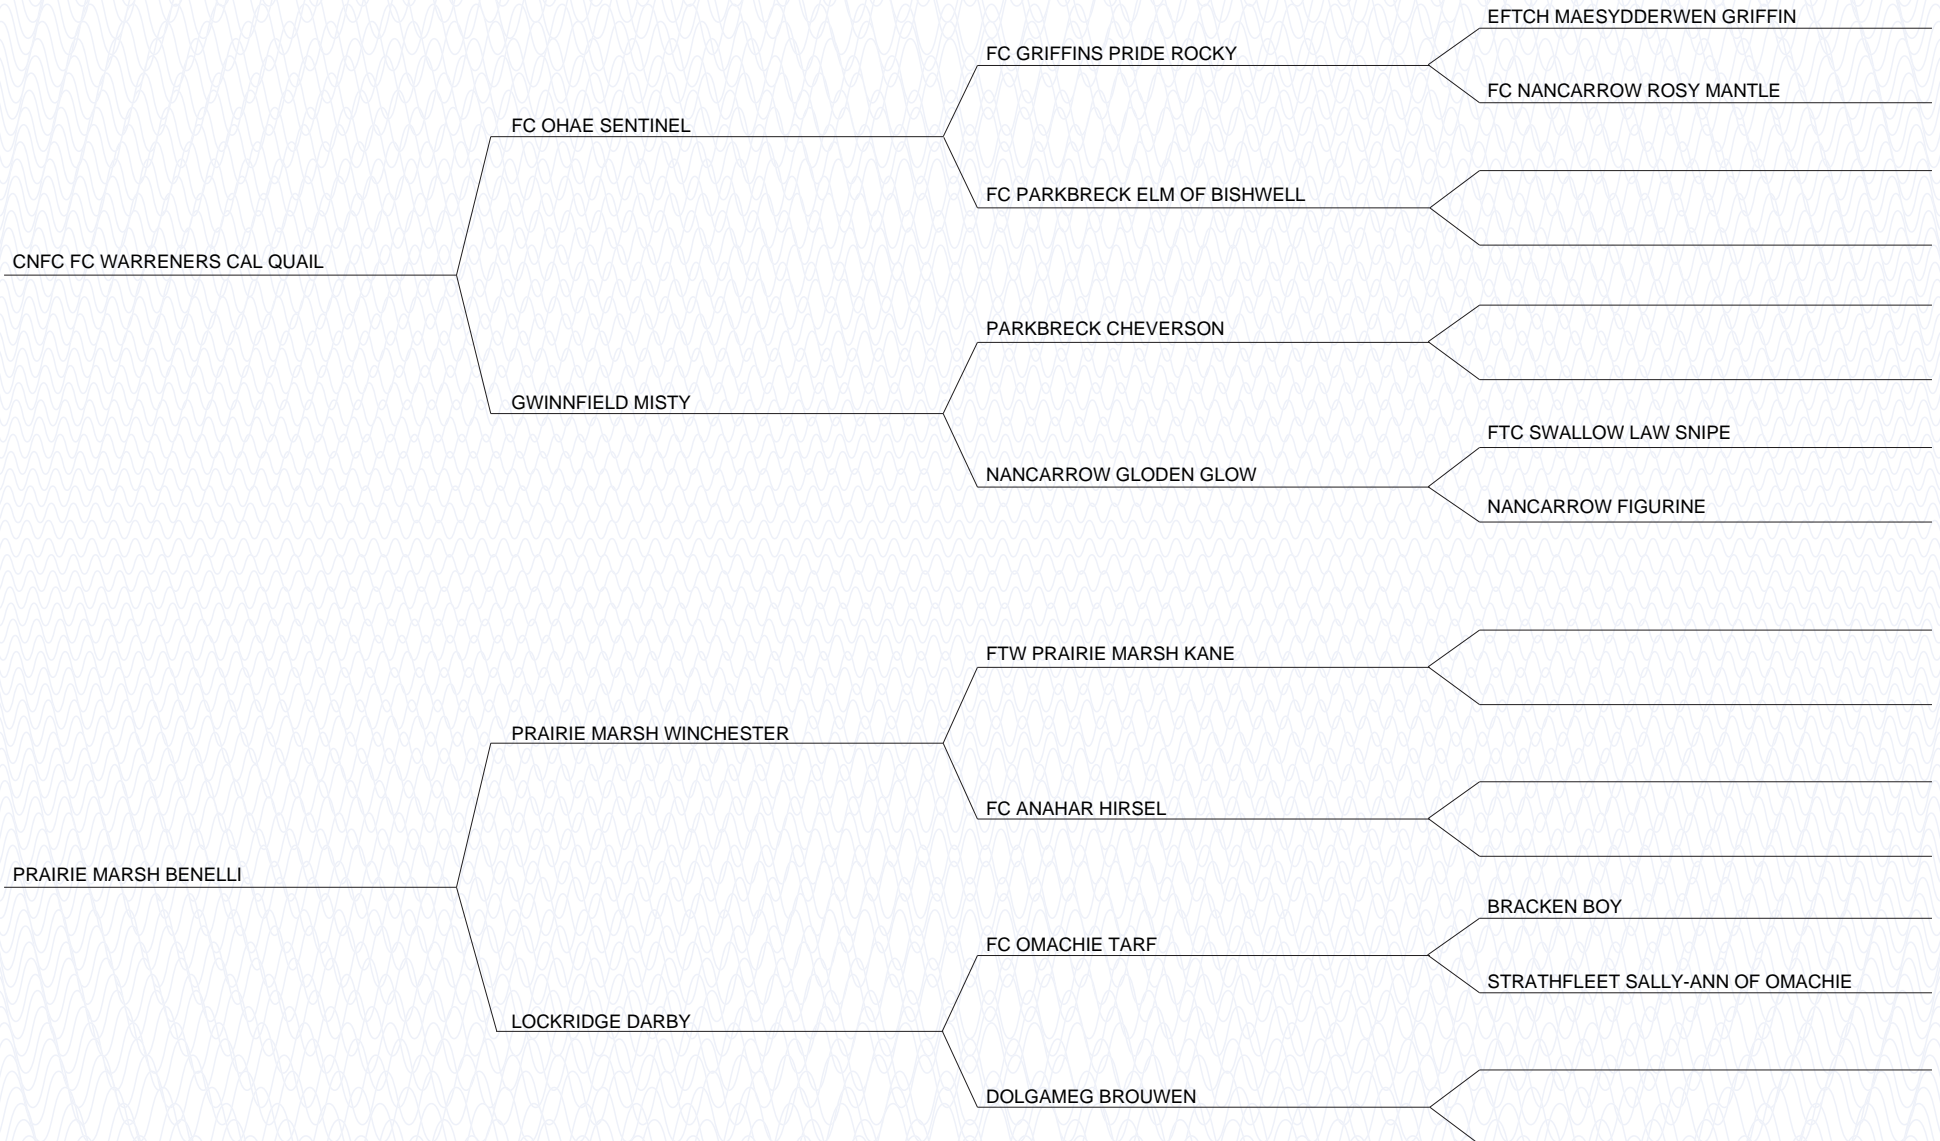 EFTCH MAESYDDERWEN GRIFFIN
FC GRIFFINS PRIDE ROCKY
FC NANCARROW ROSY MANTLE
FC OHAE SENTINEL
FC PARKBRECK ELM OF BISHWELL
CNFC FC WARRENERS CAL QUAIL
PARKBRECK CHEVERSON
GWINNFIELD MISTY
FTC SWALLOW LAW SNIPE
NANCARROW GLODEN GLOW
NANCARROW FIGURINE
FTW PRAIRIE MARSH KANE
PRAIRIE MARSH WINCHESTER
FC ANAHAR HIRSEL
PRAIRIE MARSH BENELLI
BRACKEN BOY
FC OMACHIE TARF
STRATHFLEET SALLY-ANN OF OMACHIE
LOCKRIDGE DARBY
DOLGAMEG BROUWEN